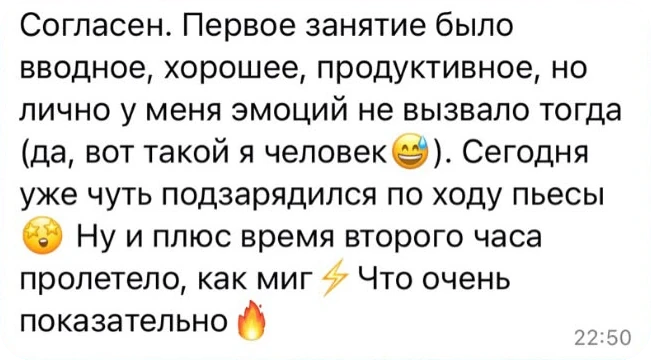 Согласен. Первое занятие было
вводное, хорошее, продуктивное, но
лично у меня эмоций не вызвало тогда
(да, вот такой я человек😅). Сегодня
уже чуть подзарядился по ходу пьесы
🤩 Ну и плюс время второго часа
пролетело, как миг⚡ Что очень
показательно🔥
22:50